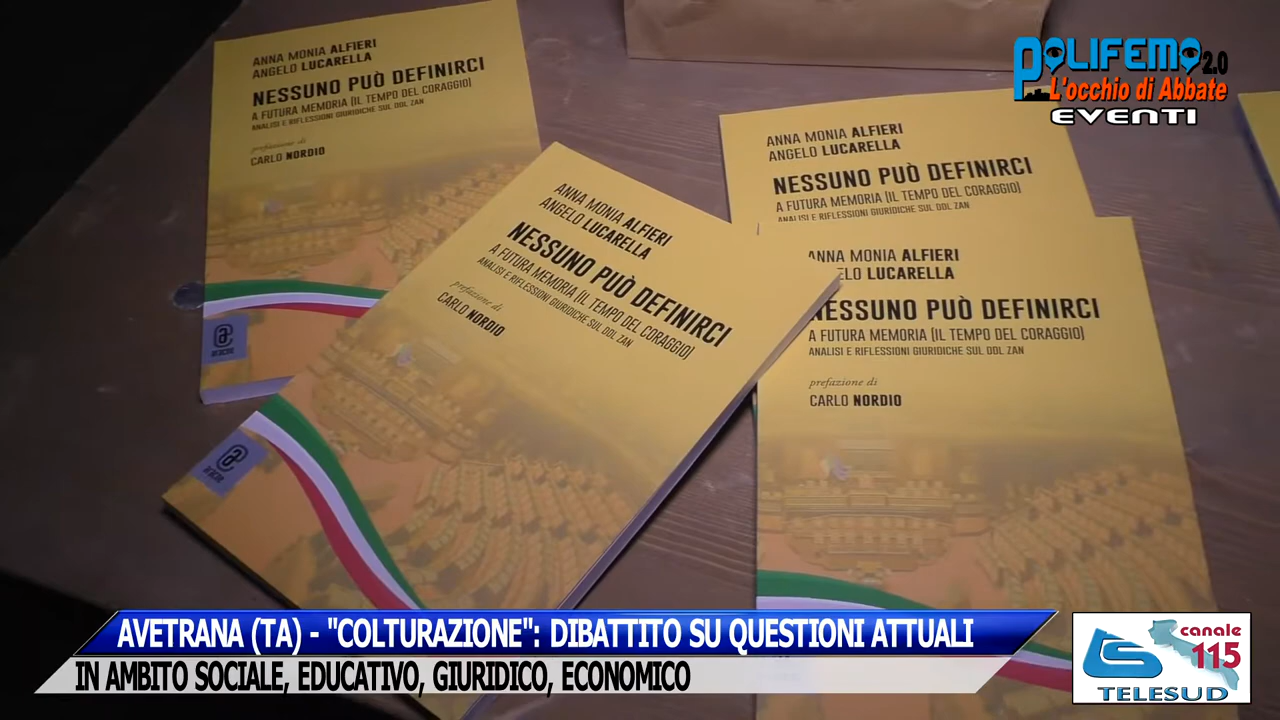 ANNA MONIA ALFIERI
ANGELO LUCARELLA
NESSUNO PUÒ DEFINIRCI
A FUTURA MEMORIA (IL TEMPO DEL CORAGGIO)
ANALISI E RIFLESSIONI GIURIDICHE SUL DDL ZAN
prefazione di
CARLO NORDIO
ANNA MONIA ALFIERI
ANGELO LUCARELLA
NESSUNO PUÒ DEFINIRCI
A FUTURA MEMORIA (IL TEMPO DEL CORAGGIO)
ANALISI E RIFLESSIONI GIURIDICHE SUL DDL ZAN
prefazione di
CARLO NORDIO
ANNA MONIA ALFIERI
ANGELO LUCARELLA
NESSUNO PUÒ DEFINIRCI
A FUTURA MEMORIA (IL TEMPO DEL CORAGGIO)
ANALISI E RIFLESSIONI GIURIDICHE SUL DDL ZAN
ANNA MONIA ALFIERI
LUCARELLA
NESSUNO PUÒ DEFINIRCI
A FUTURA MEMORIA (IL TEMPO DEL CORAGGIO)
ANALISI E RIFLESSIONI GIURIDICHE SUL DDL ZAN
prefazione di
CARLO NORDIO
POLIFEMO 2.0
L'occhio di Abbate
EVENTI
AVETRANA (TA) - "COLTURAZIONE": DIBATTITO SU QUESTIONI ATTUALI
IN AMBITO SOCIALE, EDUCATIVO, GIURIDICO, ECONOMICO
canale
115
TELESUD